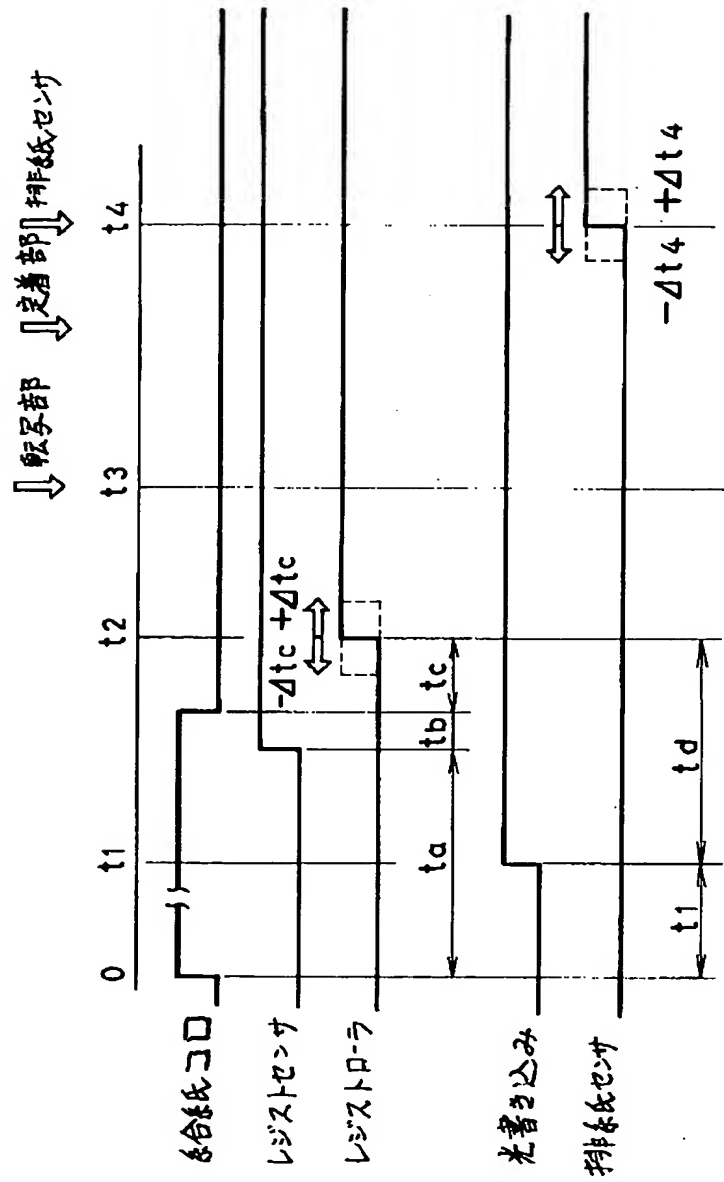 転写部
定着部
排紙センサ
0
t1
t2
t3
t4
給紙コロ
レジストセンサ
レジストローラ
-Δtc +Δtc
ta
tb
tc
光書き込み
排紙センサ
-Δt4 +Δt4
t1
td